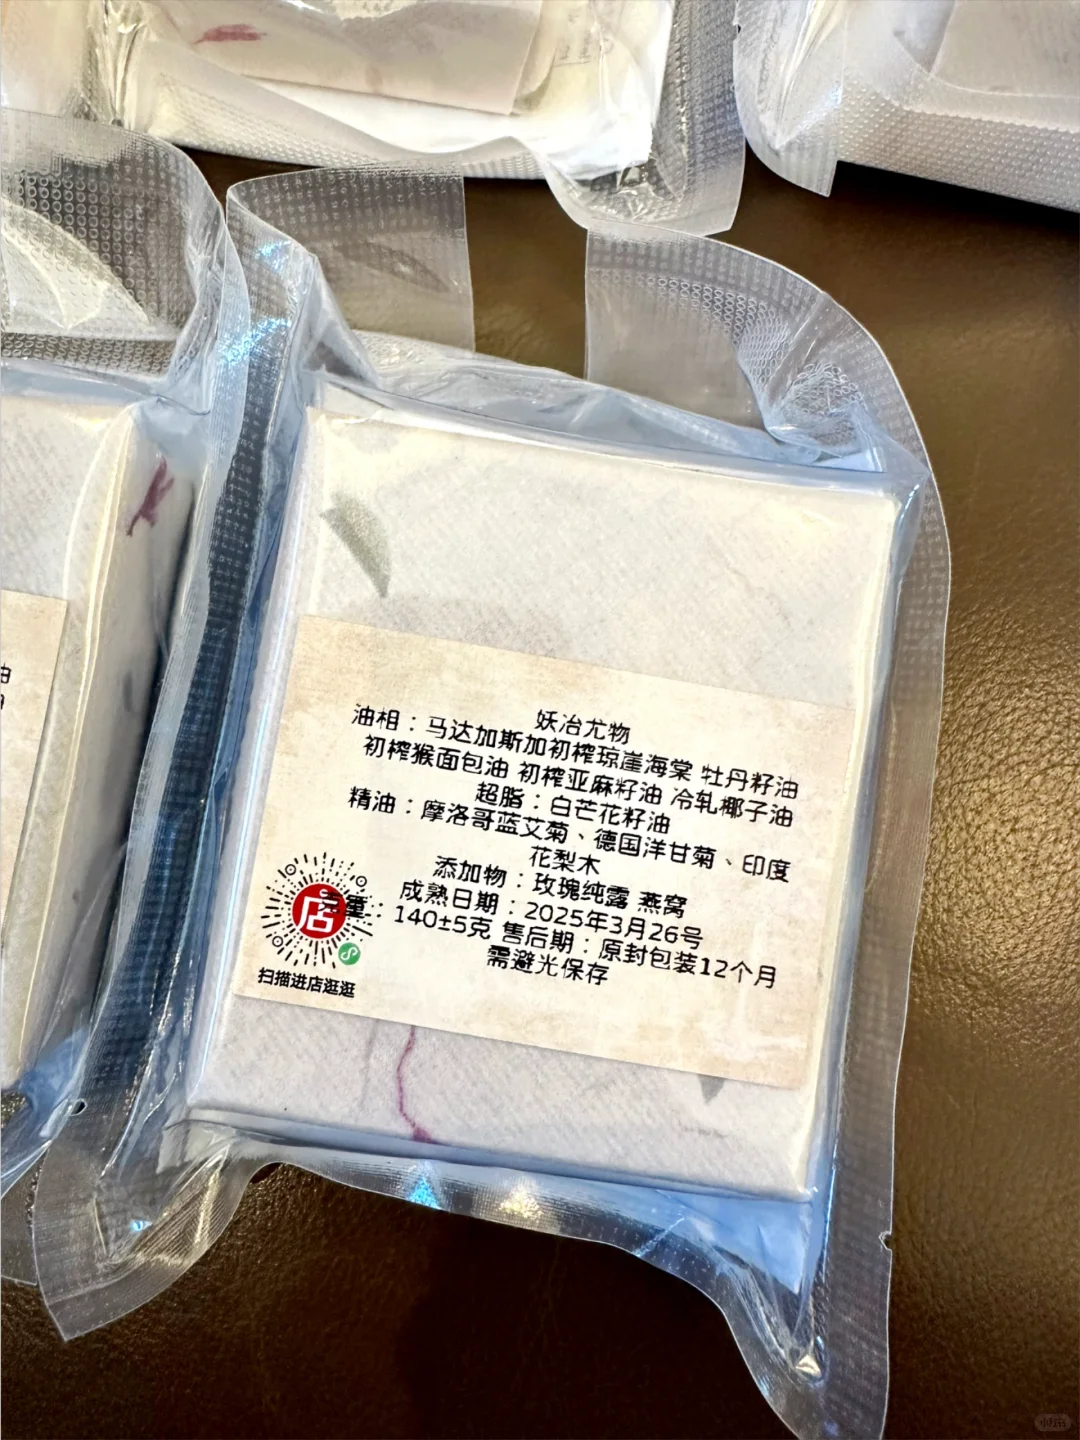 妖冶尤物
油相：马达加斯加初榨琼崖海棠 牡丹籽油
初榨猴面包油 初榨亚麻籽油 冷轧椰子油
超脂：白芒花籽油
精油：摩洛哥蓝艾菊、德国洋甘菊、印度
花梨木
添加物：玫瑰纯露 燕窝
成熟日期：2025年3月26号
克重：140±5克 售后期：原封包装12个月
需避光保存
店
扫描进店逛逛
油